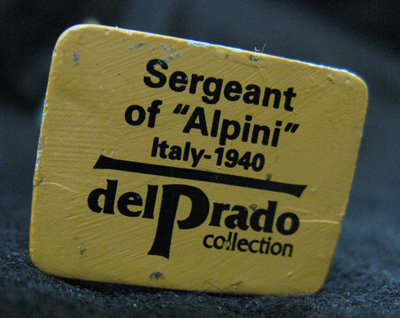 Sergeant
of "Alpini"
Italy-1940
delPrado
collection